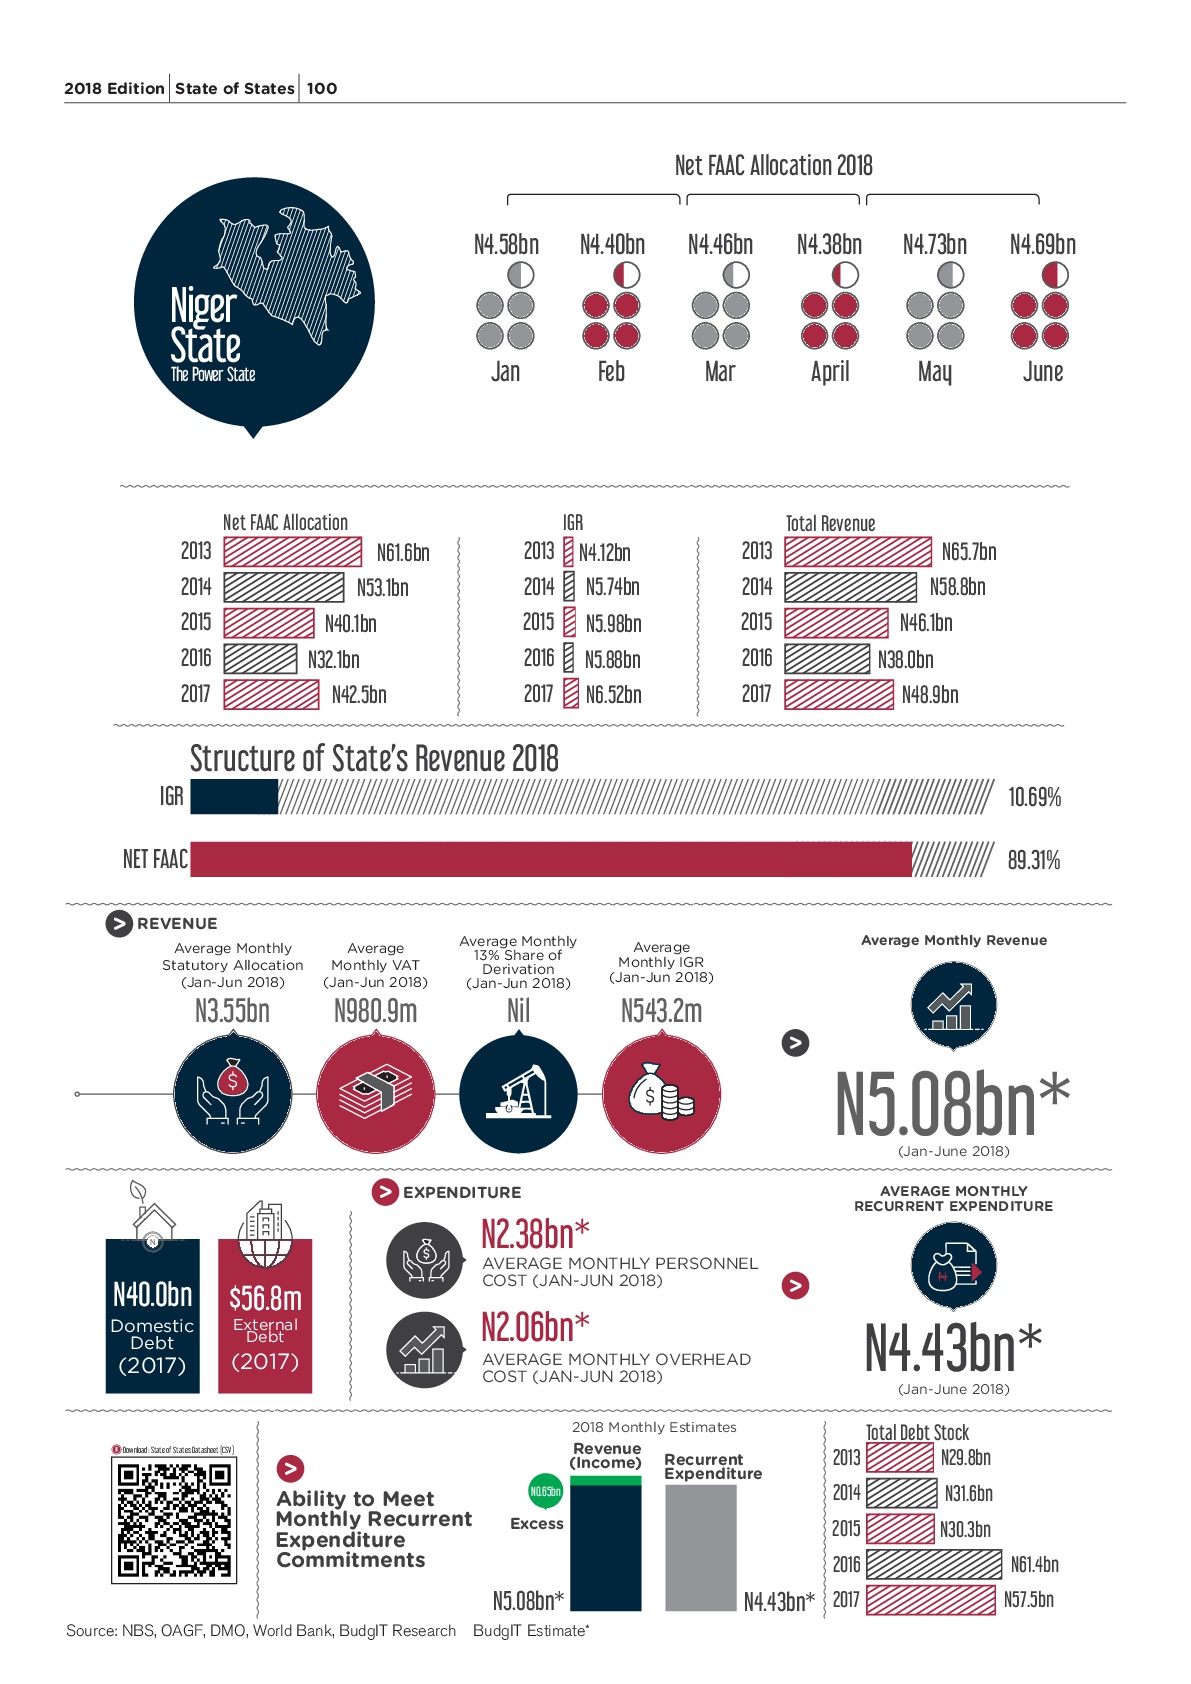 2018 Edition | State of States | 100
Net FAAC Allocation 2018
N4.58bn N4.40bn N4.46bn N4.38bn N4.73bn N4.69bn
Jan Feb Mar April May June
Niger
State
The Power State
Net FAAC Allocation
2013 N61.6bn
2014 N53.1bn
2015 N40.1bn
2016 N32.1bn
2017 N42.5bn
IGR
2013 N4.12bn
2014 N5.74bn
2015 N5.98bn
2016 N5.88bn
2017 N6.52bn
Total Revenue
2013 N65.7bn
2014 N58.8bn
2015 N46.1bn
2016 N38.0bn
2017 N48.9bn
Structure of State's Revenue 2018
IGR 10.69%
NET FAAC 89.31%
> REVENUE
Average Monthly
Statutory Allocation
(Jan-Jun 2018)
N3.55bn
Average
Monthly VAT
(Jan-Jun 2018)
N980.9m
Average Monthly
13% Share of
Derivation
(Jan-Jun 2018)
Nil
Average
Monthly IGR
(Jan-Jun 2018)
N543.2m
>
Average Monthly Revenue
N5.08bn*
(Jan-June 2018)
N
N40.0bn
Domestic
Debt
(2017)
$56.8m
External
Debt
(2017)
> EXPENDITURE
N2.38bn*
AVERAGE MONTHLY PERSONNEL
COST (JAN-JUN 2018)
N2.06bn*
AVERAGE MONTHLY OVERHEAD
COST (JAN-JUN 2018)
>
AVERAGE MONTHLY
RECURRENT EXPENDITURE
N4.43bn*
(Jan-June 2018)
Download: State of States Datasheet (CSV)
>
Ability to Meet
Monthly Recurrent
Expenditure
Commitments
2018 Monthly Estimates
Revenue
(Income)
Recurrent
Expenditure
N0.65bn
Excess
N5.08bn*
N4.43bn*
Total Debt Stock
2013 N29.8bn
2014 N31.6bn
2015 N30.3bn
2016 N61.4bn
2017 N57.5bn
Source: NBS, OAGF, DMO, World Bank, BudgIT Research BudgIT Estimate*